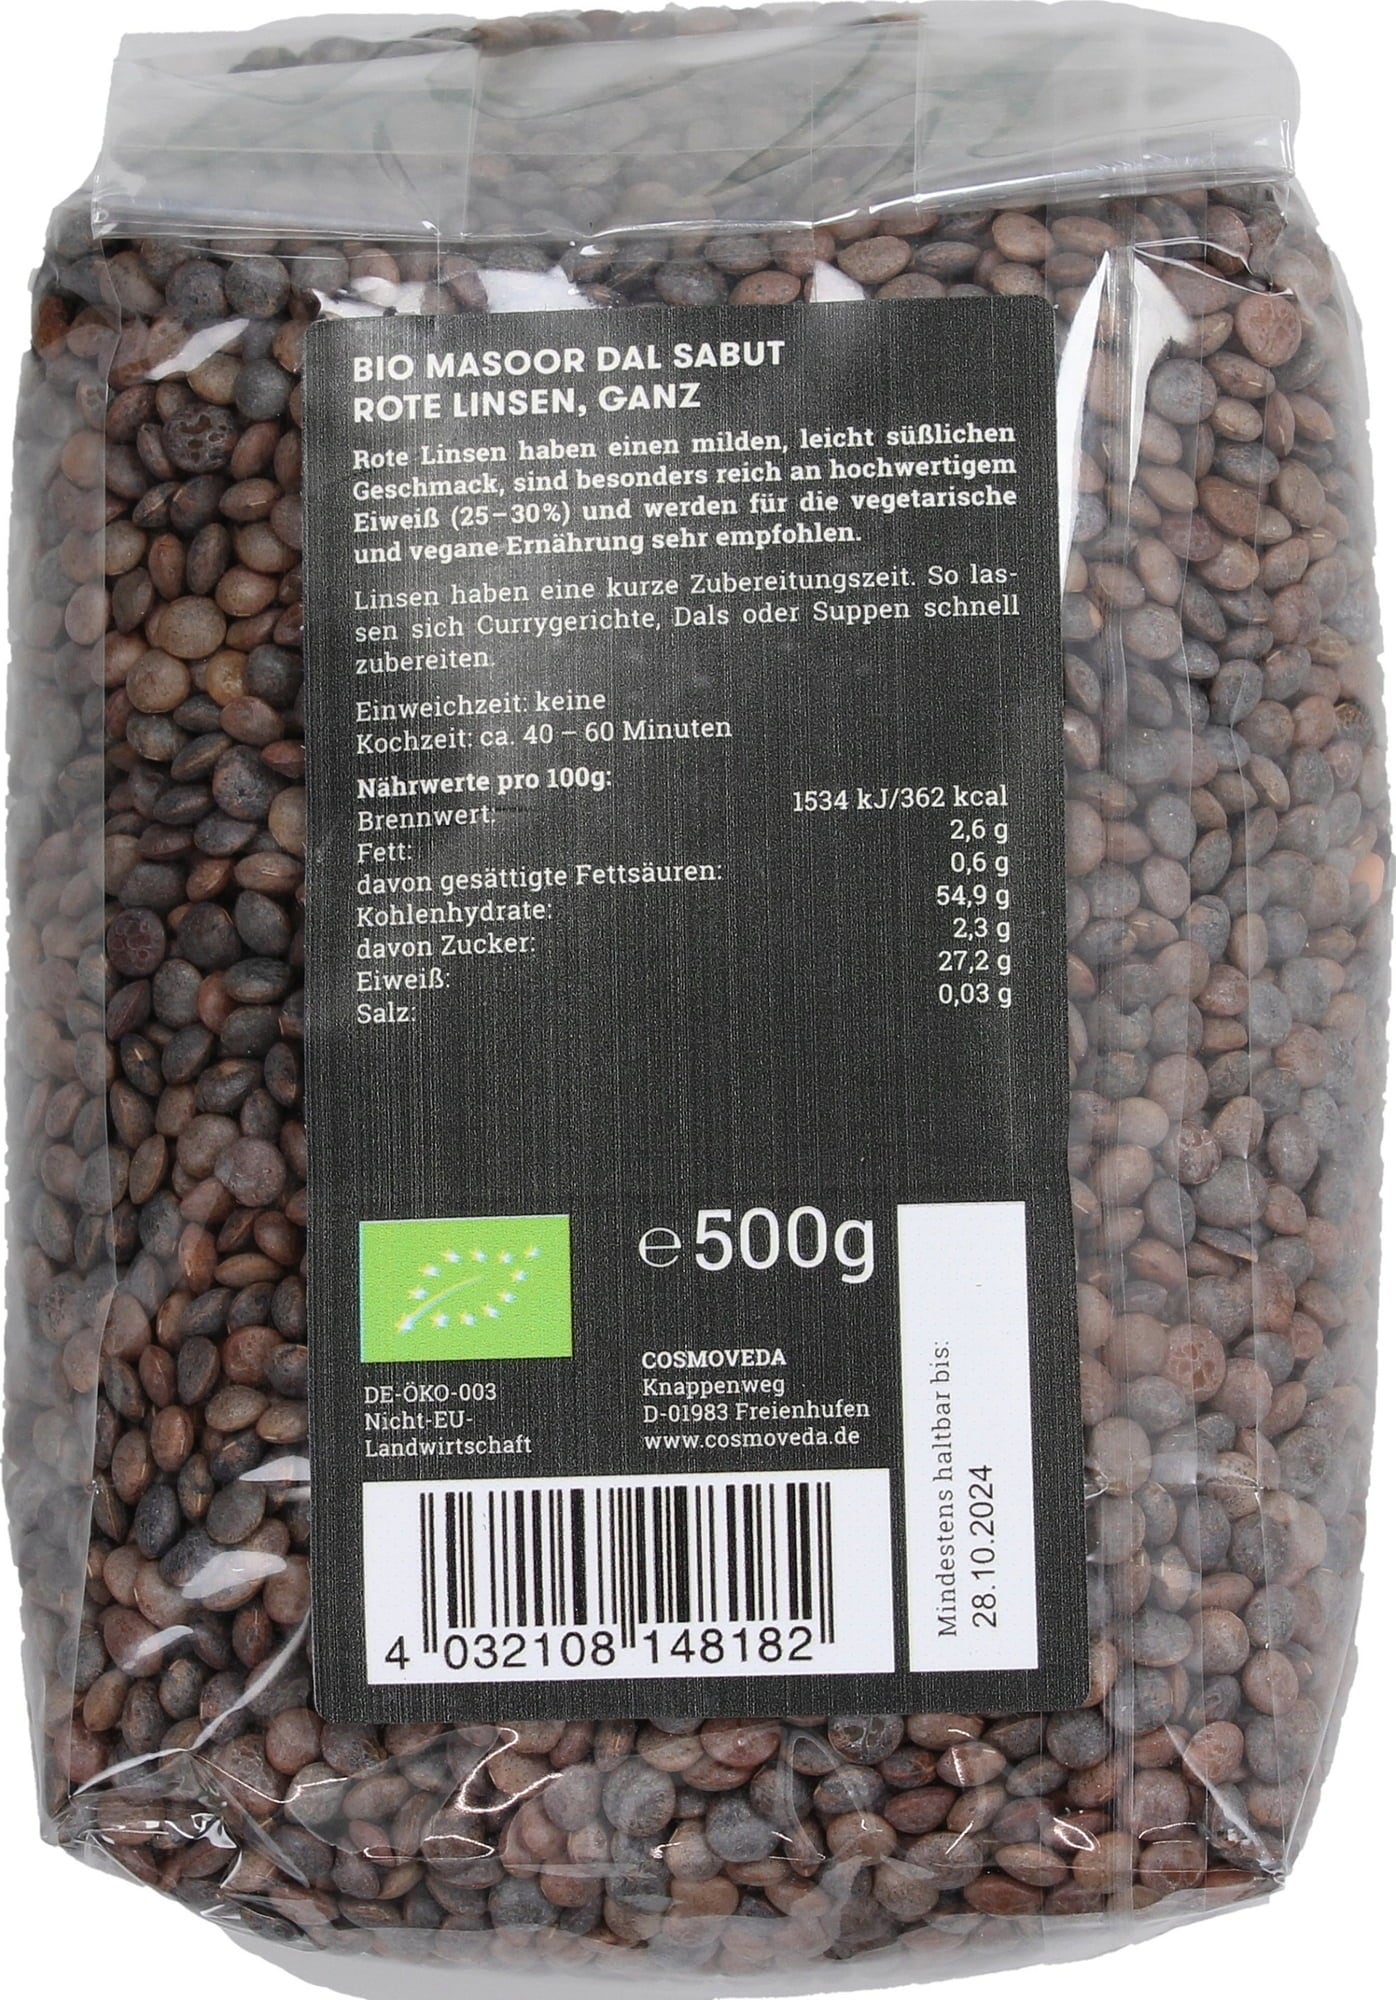 BIO MASOOR DAL SABUT
ROTE LINSEN, GANZ
Rote Linsen haben einen milden, leicht süßlichen
Geschmack, sind besonders reich an hochwertigem
Eiweiß (25–30%) und werden für die vegetarische
und vegane Ernährung sehr empfohlen.
Linsen haben eine kurze Zubereitungszeit. So las-
sen sich Currygerichte, Dals oder Suppen schnell
zubereiten.
Einweichzeit: keine
Kochzeit: ca. 40 – 60 Minuten
Nährwerte pro 100g:
Brennwert: 1534 kJ/362 kcal
Fett: 2,6 g
davon gesättigte Fettsäuren: 0,6 g
Kohlenhydrate: 54,9 g
davon Zucker: 2,3 g
Eiweiß: 27,2 g
Salz: 0,03 g
℮500g
DE-ÖKO-003
Nicht-EU-
Landwirtschaft
COSMOVEDA
Knappenweg
D-01983 Freienhufen
www.cosmoveda.de
4 032108 148182
Mindestens haltbar bis:
28.10.2024